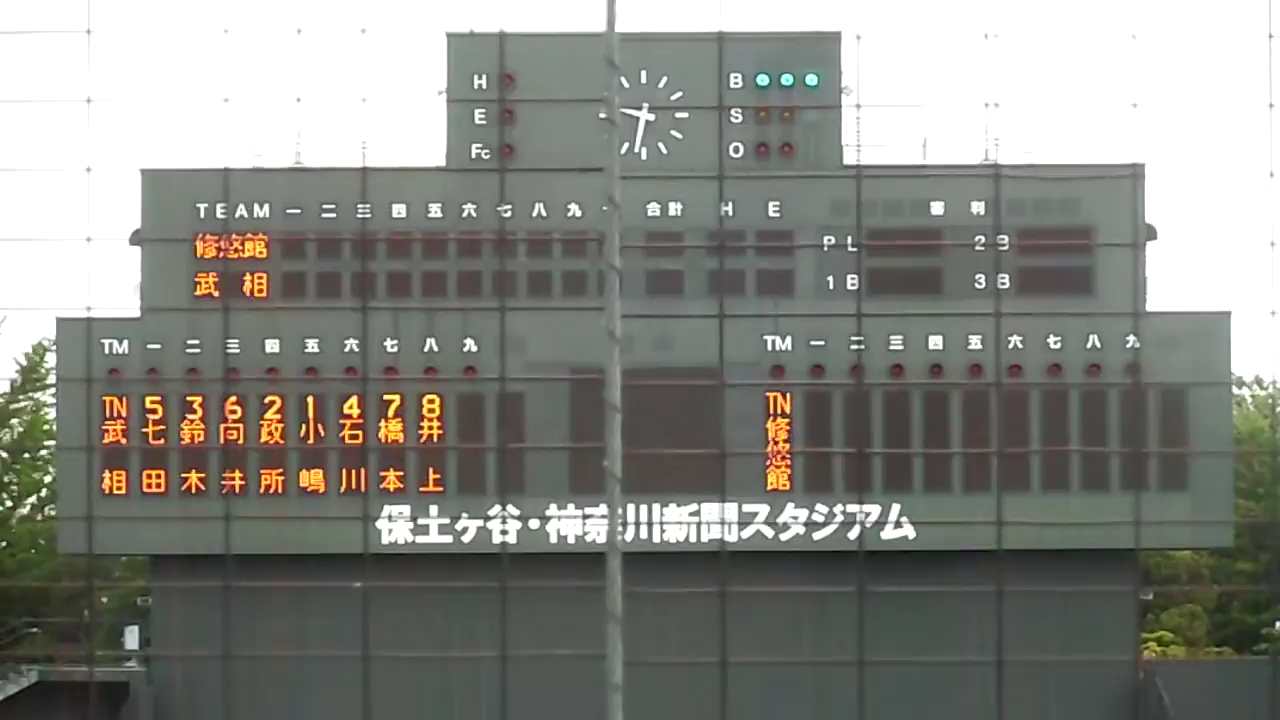 H B
E S
Fc O
TEAM 一 二 三 四 五 六 七 八 九 合計 H E 審判
修悠館 PL 2B
武相 1B 3B
TM 一 二 三 四 五 六 七 八 九 TM 一 二 三 四 五 六 七 八 九
TN 5 3 6 2 1 4 7 8 TN
武相 七田 鈴木 向井 政所 小嶋 石川 橋本 井上 修悠館
保土ヶ谷・神奈川新聞スタジアム